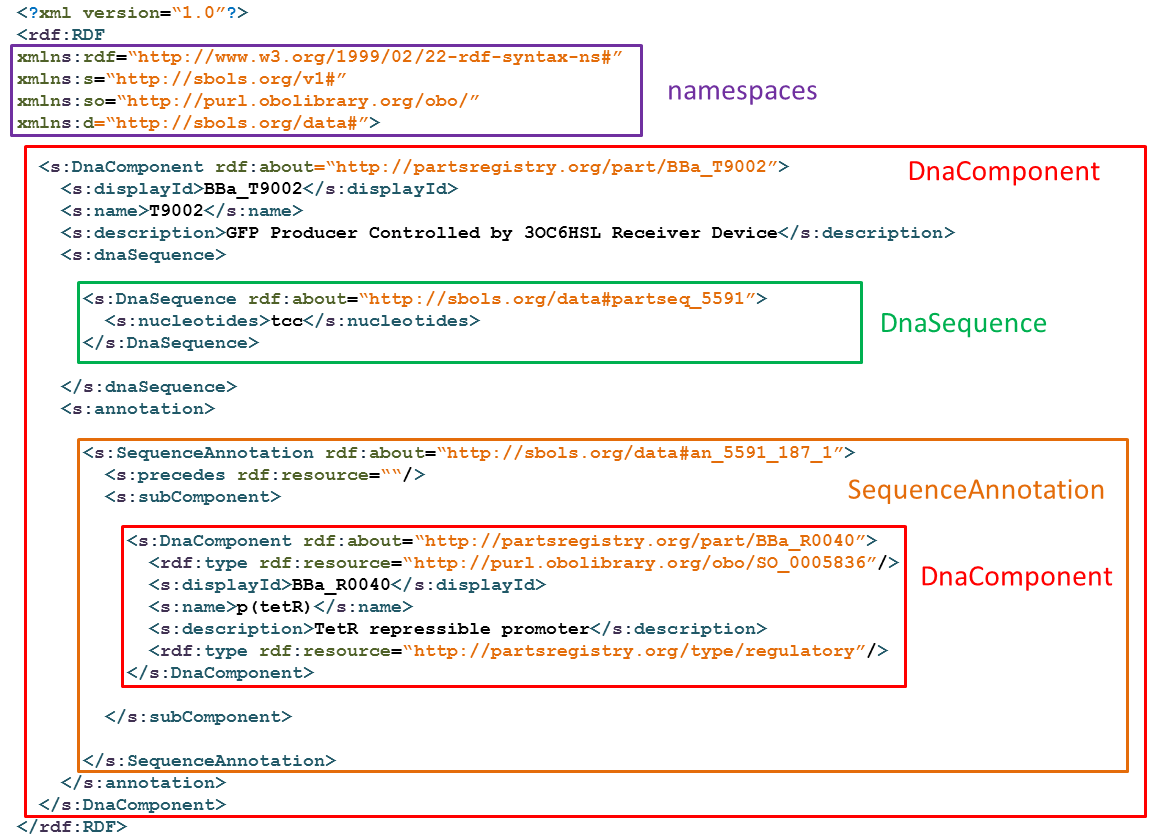 <?xml version=“1.0”?>
<rdf:RDF
xmlns:rdf=“http://www.w3.org/1999/02/22-rdf-syntax-ns#”
xmlns:s=“http://sbols.org/v1#”
namespaces
xmlns:so=“http://purl.obolibrary.org/obo/”
xmlns:d=“http://sbols.org/data#”>
<s:DnaComponent rdf:about=“http://partsregistry.org/part/BBa_T9002”>
DnaComponent
<s:displayId>BBa_T9002</s:displayId>
<s:name>T9002</s:name>
<s:description>GFP Producer Controlled by 3OC6HSL Receiver Device</s:description>
<s:dnaSequence>
<s:DnaSequence rdf:about=“http://sbols.org/data#partseq_5591”>
<s:nucleotides>tcc</s:nucleotides>
DnaSequence
</s:DnaSequence>
</s:dnaSequence>
<s:annotation>
<s:SequenceAnnotation rdf:about=“http://sbols.org/data#an_5591_187_1”>
<s:precedes rdf:resource=““/>
SequenceAnnotation
<s:subComponent>
<s:DnaComponent rdf:about=“http://partsregistry.org/part/BBa_R0040”>
<rdf:type rdf:resource=“http://purl.obolibrary.org/obo/SO_0005836”/>
DnaComponent
<s:displayId>BBa_R0040</s:displayId>
<s:name>p(tetR)</s:name>
<s:description>TetR repressible promoter</s:description>
<rdf:type rdf:resource=“http://partsregistry.org/type/regulatory”/>
</s:DnaComponent>
</s:subComponent>
</s:SequenceAnnotation>
</s:annotation>
</s:DnaComponent>
</rdf:RDF>